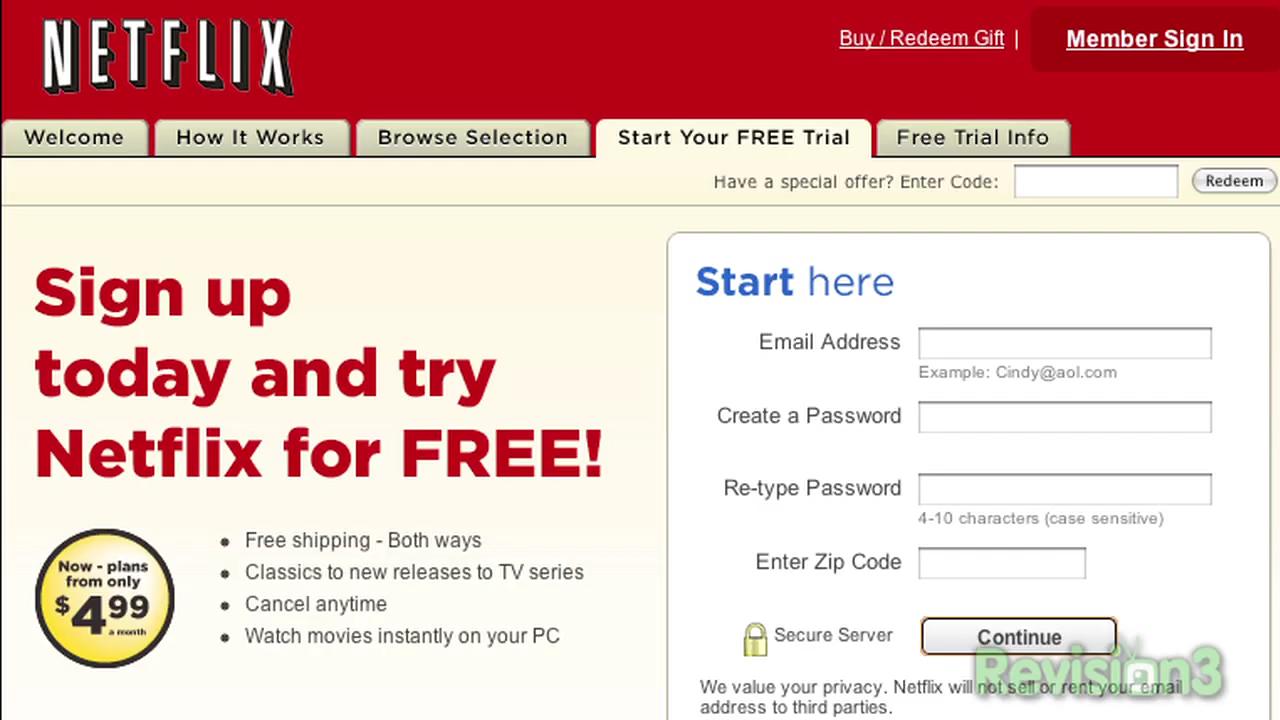 NETFLIX
Buy / Redeem Gift |
Member Sign In
Welcome
How It Works
Browse Selection
Start Your FREE Trial
Free Trial Info
Have a special offer? Enter Code:
Redeem
Sign up
today and try
Netflix for FREE!
Now - plans
from only
$4.99
a month
Free shipping - Both ways
Classics to new releases to TV series
Cancel anytime
Watch movies instantly on your PC
Start here
Email Address
Example: Cindy@aol.com
Create a Password
Re-type Password
4-10 characters (case sensitive)
Enter Zip Code
Secure Server
Continue
We value your privacy. Netflix will not sell or rent your email
address to third parties.
Revision3